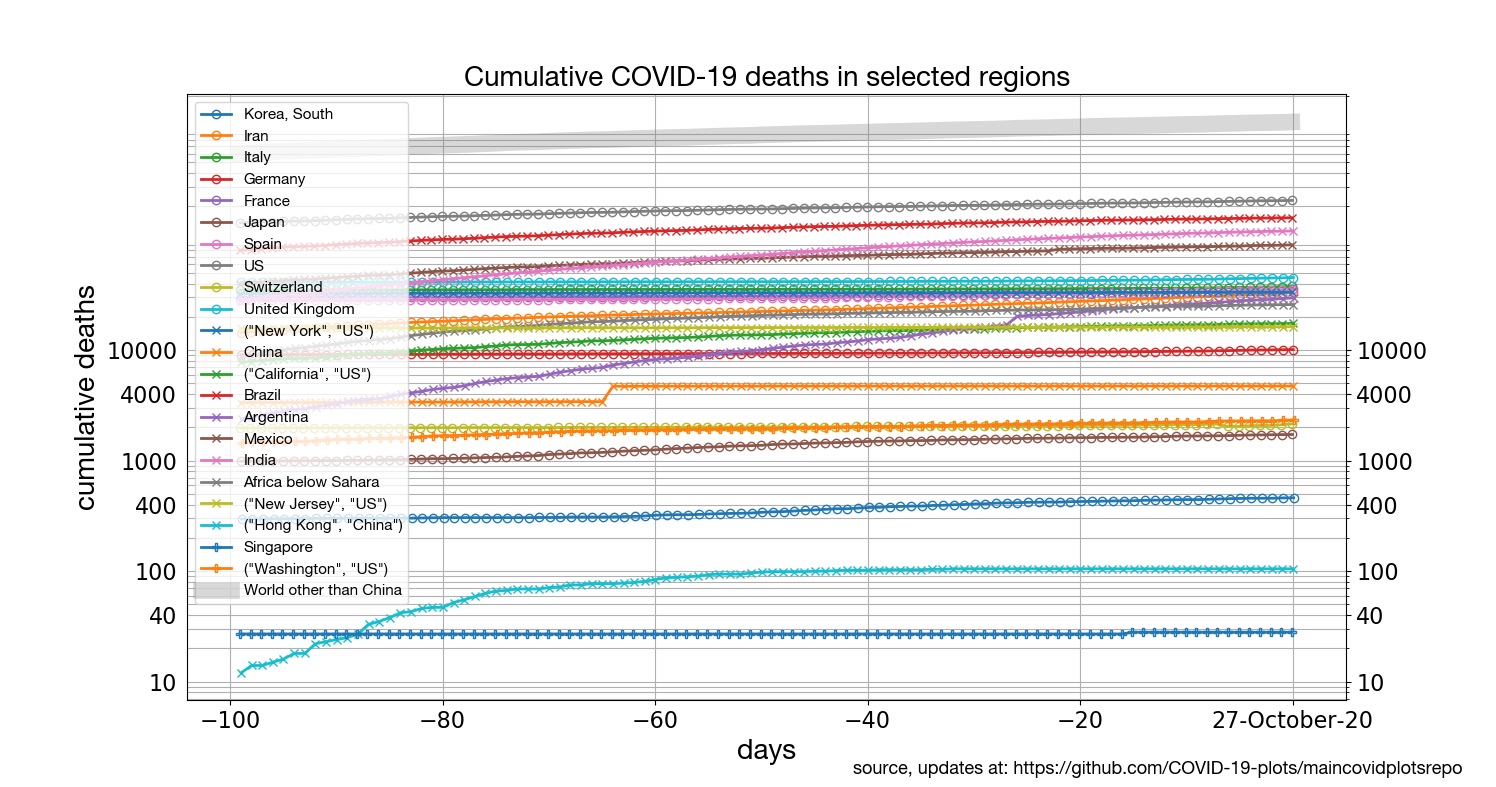 Cumulative COVID-19 deaths in selected regions
Korea, South
Iran
Italy
Germany
France
Japan
Spain
US
Switzerland
United Kingdom
("New York", "US")
China
("California", "US")
Brazil
Argentina
Mexico
India
Africa below Sahara
("New Jersey", "US")
("Hong Kong", "China")
Singapore
("Washington", "US")
World other than China
cumulative deaths
10000
4000
1000
400
100
40
10
10000
4000
1000
400
100
40
10
−100
−80
−60
−40
−20
27-October-20
days
source, updates at: https://github.com/COVID-19-plots/maincovidplotsrepo